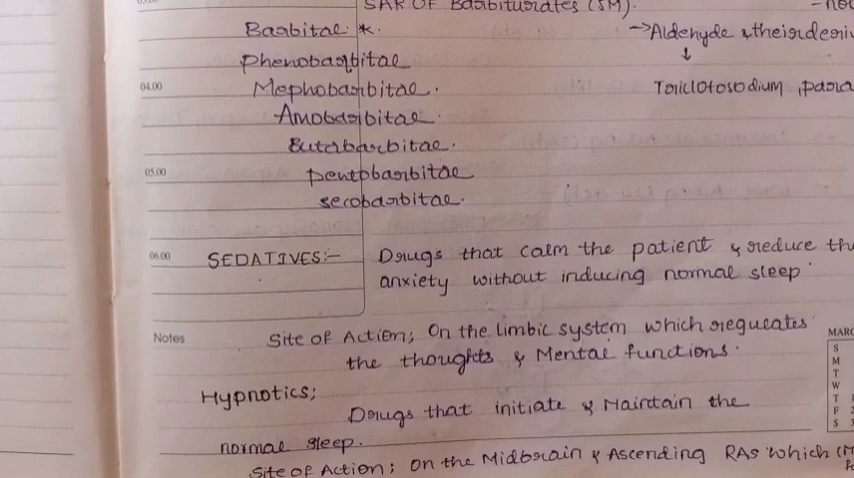 SAR OF Barbiturates (SM).
Barbital *
→Aldehyde & their deri
Phenobarbital
↓
04.00
Mephobarbital.
Triclofosodium, para
Amobarbital.
Butabarbital.
05.00
Pentobarbital
secobarbital.
06.00
SEDATIVES:— Drugs that calm the patient & reduce
anxiety without inducing normal sleep
Notes
Site of Action; On the limbic system which regulates
the thoughts & Mental functions.
MARC
S
M
T
W
T
F
S
Hypnotics;
Drugs that initiate & Maintain the
normal sleep.
Site of Action; On the Midbrain & Ascending RAS which